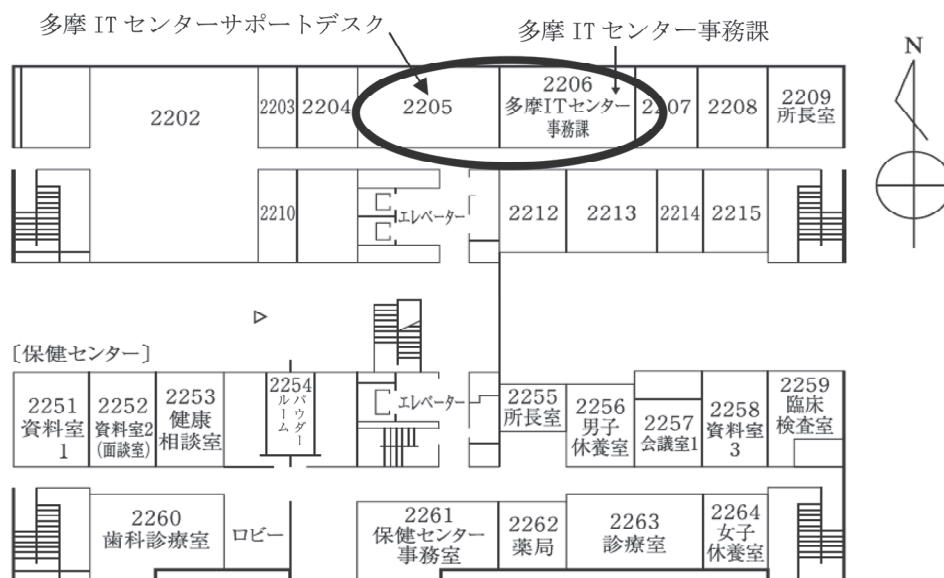 多摩 IT センターサポートデスク
多摩 IT センター事務課
N
2202
2203
2204
2205
2206
多摩ITセンター
事務課
2207
2208
2209
所長室
2210
エレベーター
2212
2213
2214
2215
[保健センター]
2251
資料室
1
2252
資料室2
(面談室)
2253
健康
相談室
2254
パウダー
ルーム
エレベーター
2255
所長室
2256
男子
休養室
2257
会議室1
2258
資料室
3
2259
臨床
検査室
2260
歯科診療室
ロビー
2261
保健センター
事務室
2262
薬局
2263
診療室
2264
女子
休養室